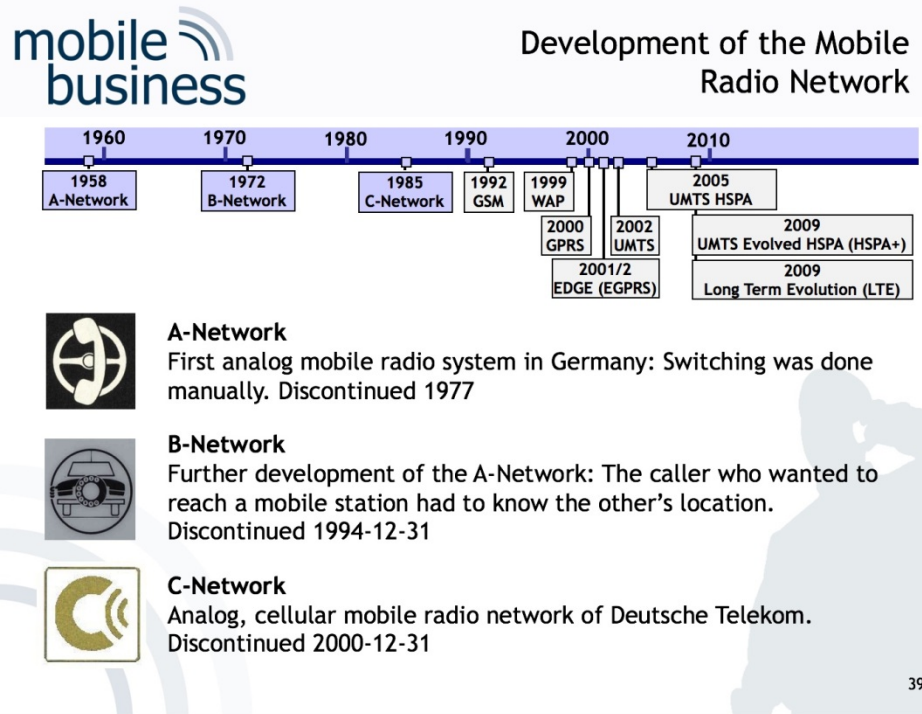 mobile
business
Development of the Mobile
Radio Network
1960 1970 1980 1990 2000 2010
1958
A-Network
1972
B-Network
1985
C-Network
1992
GSM
1999
WAP
2005
UMTS HSPA
2000
GPRS
2002
UMTS
2009
UMTS Evolved HSPA (HSPA+)
2001/2
EDGE (EGPRS)
2009
Long Term Evolution (LTE)
A-Network
First analog mobile radio system in Germany: Switching was done
manually. Discontinued 1977
B-Network
Further development of the A-Network: The caller who wanted to
reach a mobile station had to know the other’s location.
Discontinued 1994-12-31
C-Network
Analog, cellular mobile radio network of Deutsche Telekom.
Discontinued 2000-12-31
39